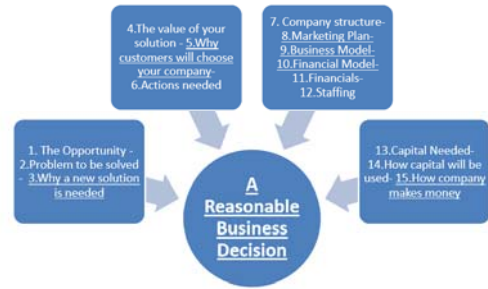 4.The value of your
solution - 5.Why
customers will choose
your company-
6.Actions needed
7. Company structure-
8.Marketing Plan-
9.Business Model-
10.Financial Model-
11.Financials-
12.Staffing
1. The Opportunity -
2.Problem to be solved
- 3.Why a new solution
is needed
A
Reasonable
Business
Decision
13.Capital Needed-
14.How capital will be
used- 15.How company
makes money